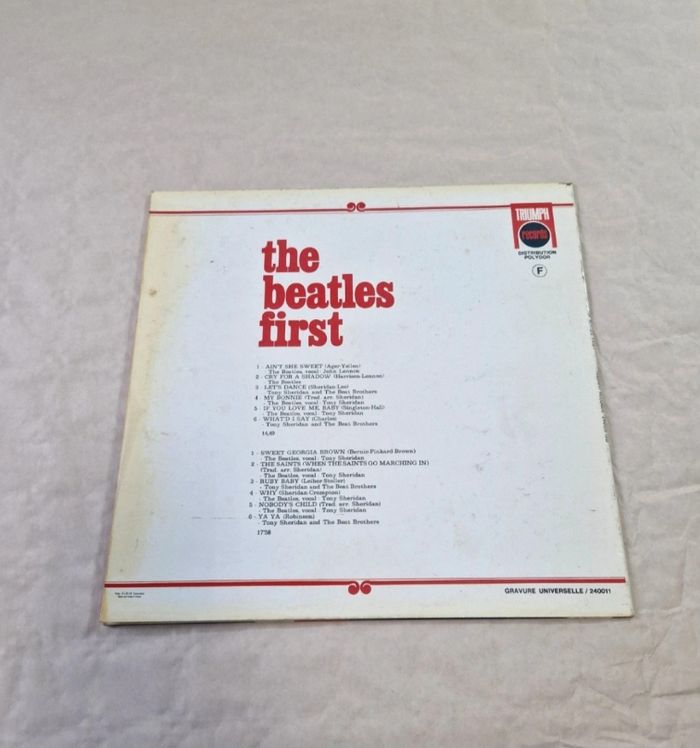 TRIUMPH
records
DISTRIBUTION
POLYDOR
F
the
beatles
first
1 - AIN'T SHE SWEET (Ager-Yellen)
- The Beatles, vocal : John Lennon
2 - CRY FOR A SHADOW (Harrison-Lennon)
- The Beatles
3 - LET'S DANCE (Sheridan-Lee)
- Tony Sheridan and The Beat Brothers
4 - MY BONNIE (Trad. arr. Sheridan)
- The Beatles, vocal : Tony Sheridan
5 - IF YOU LOVE ME, BABY (Singleton-Hall)
- The Beatles, vocal : Tony Sheridan
6 - WHAT'D I SAY (Charles)
- Tony Sheridan and The Beat Brothers
14,49
1 - SWEET GEORGIA BROWN (Bernie-Pinkard-Brown)
- The Beatles, vocal : Tony Sheridan
2 - THE SAINTS (WHEN THE SAINTS GO MARCHING IN)
(Trad. arr. Sheridan)
- The Beatles, vocal : Tony Sheridan
3 - RUBY BABY (Leiber-Stoller)
- Tony Sheridan and The Beat Brothers
4 - WHY (Sheridan-Crompton)
- The Beatles, vocal : Tony Sheridan
5 - NOBODY'S CHILD (Trad. arr. Sheridan)
- The Beatles, vocal : Tony Sheridan
6 - YA YA (Robinson)
- Tony Sheridan and The Beat Brothers
17'58
GRAVURE UNIVERSELLE / 240011